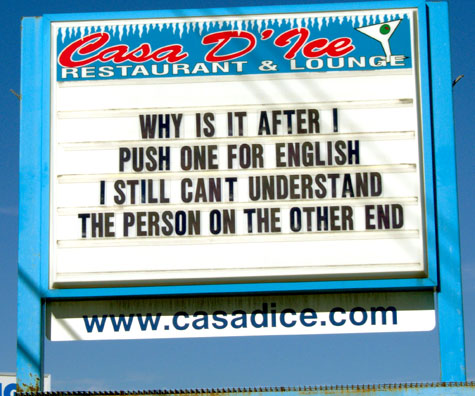 Casa D'Ice
RESTAURANT & LOUNGE
WHY IS IT AFTER I
PUSH ONE FOR ENGLISH
I STILL CANT UNDERSTAND
THE PERSON ON THE OTHER END
www.casadice.com